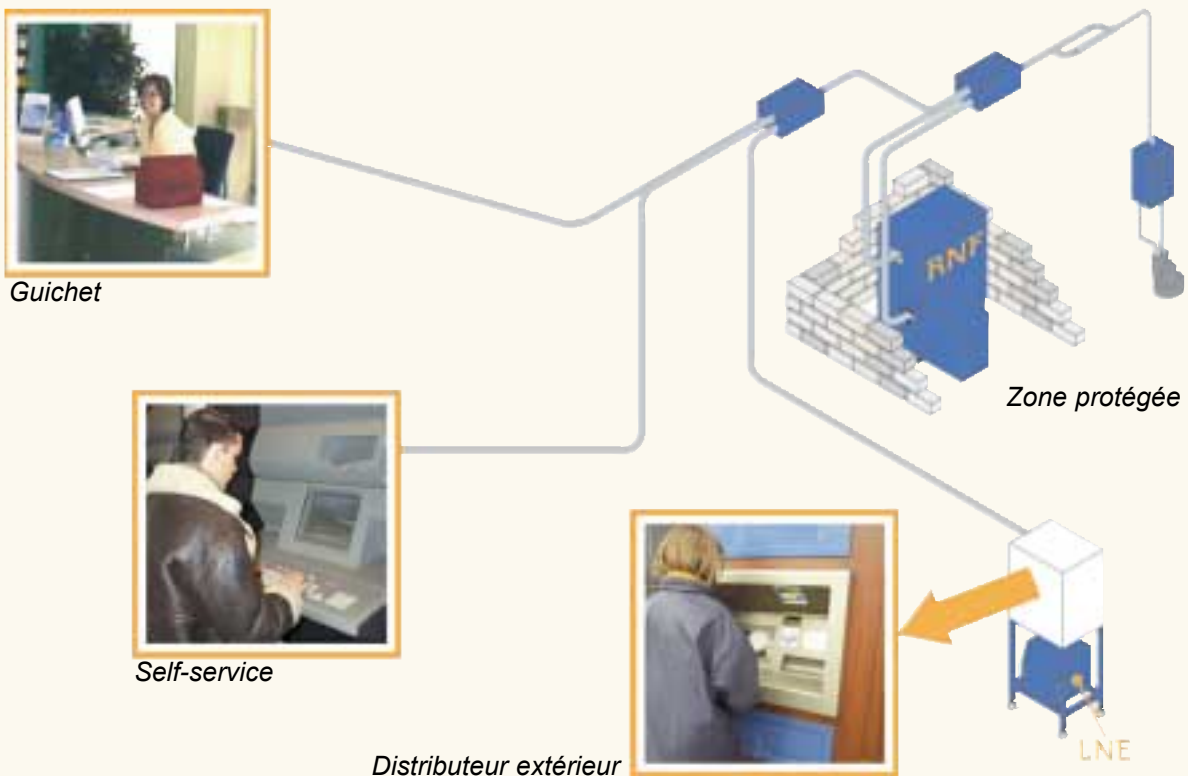 Guichet
RNF
Zone protégée
Self-service
LNE
Distributeur extérieur